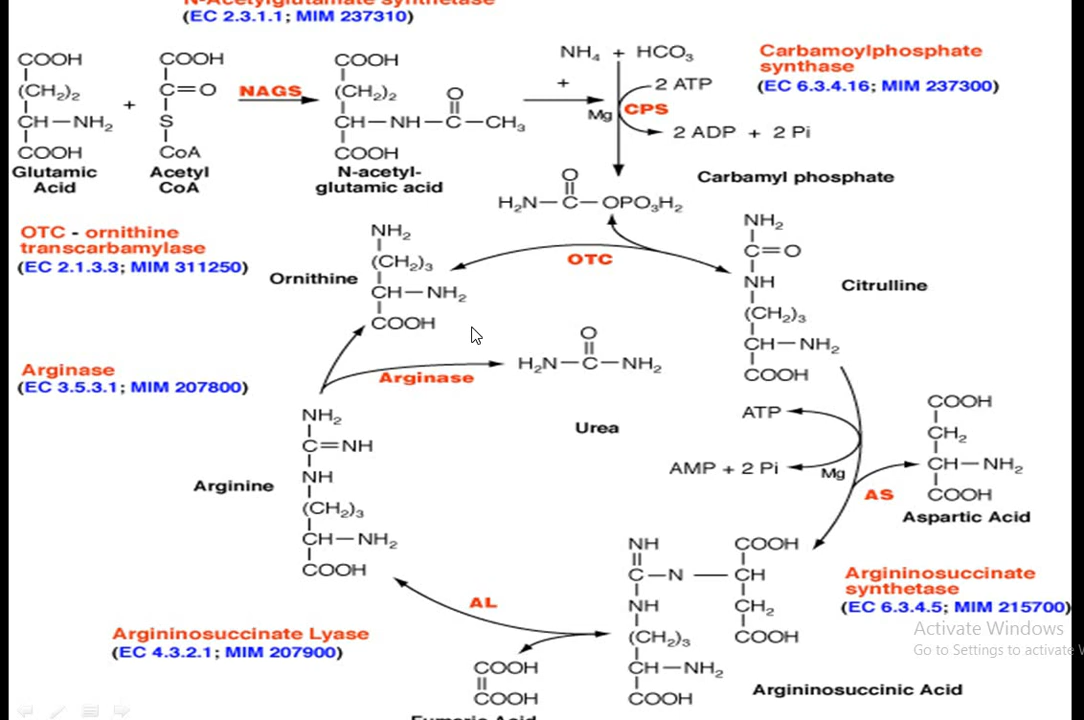 N-Acetylglutamate synthetase
(EC 2.3.1.1; MIM 237310)
COOH
(CH2)2
CH—NH2
COOH
Glutamic
Acid
+
COOH
C=O
S
CoA
Acetyl
CoA
NAGS
COOH
(CH2)2
O
CH—NH—C—CH3
COOH
N-acetyl-
glutamic acid
+
NH4 + HCO3
2 ATP
Mg
CPS
2 ADP + 2 Pi
Carbamoylphosphate
synthase
(EC 6.3.4.16; MIM 237300)
O
H2N—C—OPO3H2
Carbamyl phosphate
OTC - ornithine
transcarbamylase
(EC 2.1.3.3; MIM 311250)
Ornithine
NH2
(CH2)3
CH—NH2
COOH
OTC
NH2
C=O
NH
(CH2)3
CH—NH2
COOH
Citrulline
Arginase
(EC 3.5.3.1; MIM 207800)
Arginase
O
H2N—C—NH2
Urea
ATP
AMP + 2 Pi
Mg
AS
COOH
CH2
CH—NH2
COOH
Aspartic Acid
Arginine
NH2
C=NH
NH
(CH2)3
CH—NH2
COOH
NH
C—N—CH
NH
(CH2)3
CH—NH2
COOH
COOH
CH2
COOH
Argininosuccinic Acid
Argininosuccinate
synthetase
(EC 6.3.4.5; MIM 215700)
Activate Windows
Go to Settings to activate W
AL
Argininosuccinate Lyase
(EC 4.3.2.1; MIM 207900)
COOH
COOH
Fumaric Acid